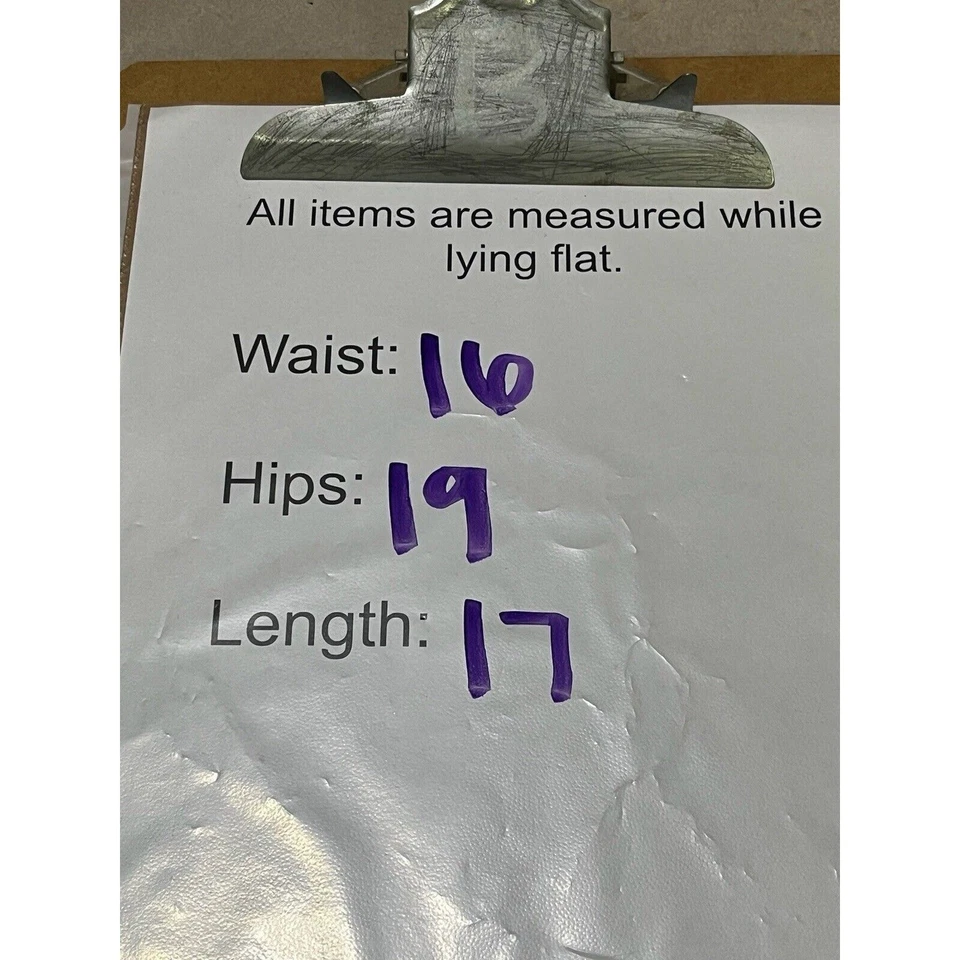 All items are measured while
lying flat.
Waist: 16
Hips: 19
Length: 17